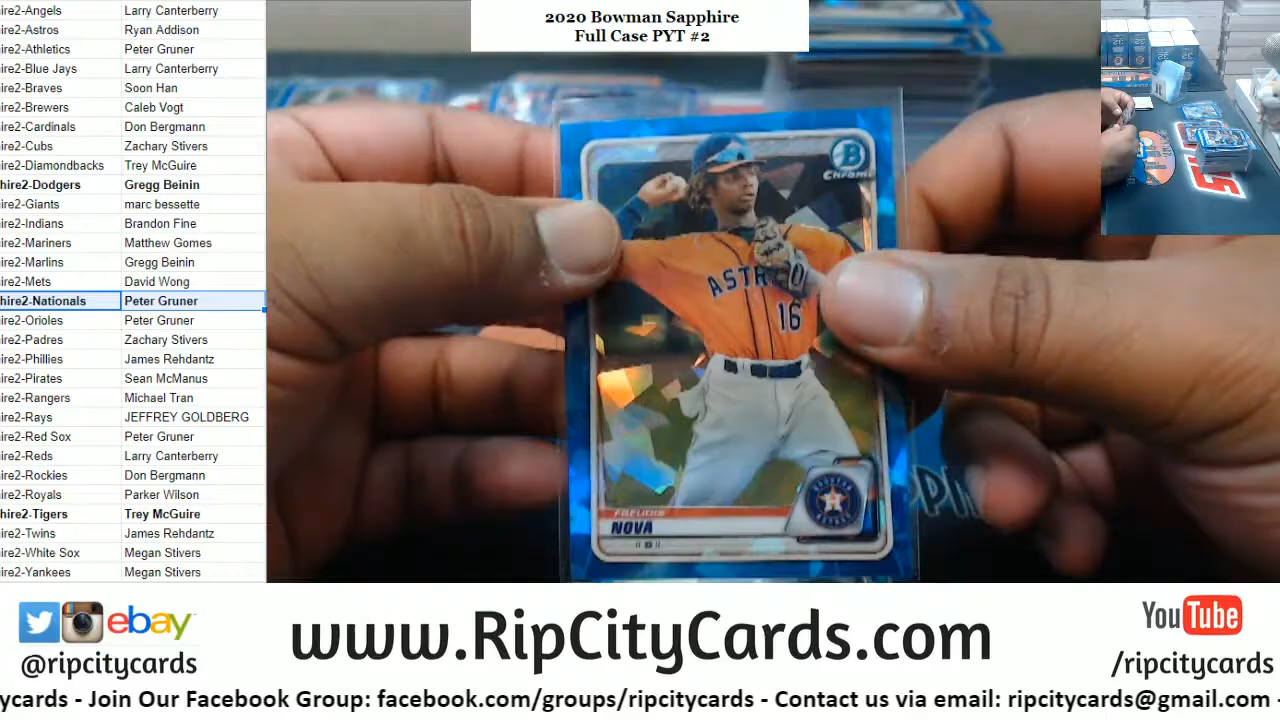 2020 Bowman Sapphire
Full Case PYT #2
ire2-Angels Larry Canterberry
ire2-Astros Ryan Addison
ire2-Athletics Peter Gruner
ire2-Blue Jays Larry Canterberry
ire2-Braves Soon Han
ire2-Brewers Caleb Vogt
ire2-Cardinals Don Bergmann
ire2-Cubs Zachary Stivers
ire2-Diamondbacks Trey McGuire
hire2-Dodgers Gregg Beinin
ire2-Giants marc bessette
ire2-Indians Brandon Fine
ire2-Mariners Matthew Gomes
ire2-Marlins Gregg Beinin
ire2-Mets David Wong
hire2-Nationals Peter Gruner
ire2-Orioles Peter Gruner
ire2-Padres Zachary Stivers
ire2-Phillies James Rehdantz
ire2-Pirates Sean McManus
ire2-Rangers Michael Tran
ire2-Rays JEFFREY GOLDBERG
ire2-Red Sox Peter Gruner
ire2-Reds Larry Canterberry
ire2-Rockies Don Bergmann
ire2-Royals Parker Wilson
hire2-Tigers Trey McGuire
ire2-Twins James Rehdantz
ire2-White Sox Megan Stivers
ire2-Yankees Megan Stivers
B
Chrome
ASTRO
16
FREUDIS
NOVA
ebay
@ripcitycards
www.RipCityCards.com
YouTube
/ripcitycards
ycards - Join Our Facebook Group: facebook.com/groups/ripcitycards - Contact us via email: ripcitycards@gmail.com -